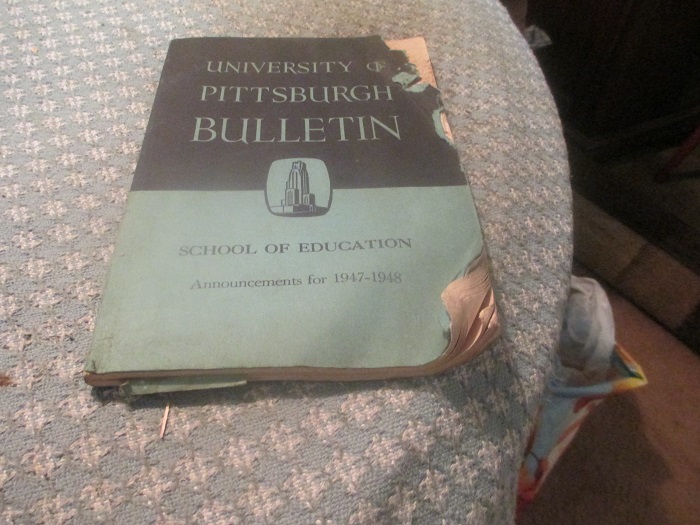 UNIVERSITY OF
PITTSBURGH
BULLETIN
SCHOOL OF EDUCATION
Announcements for 1947-1948